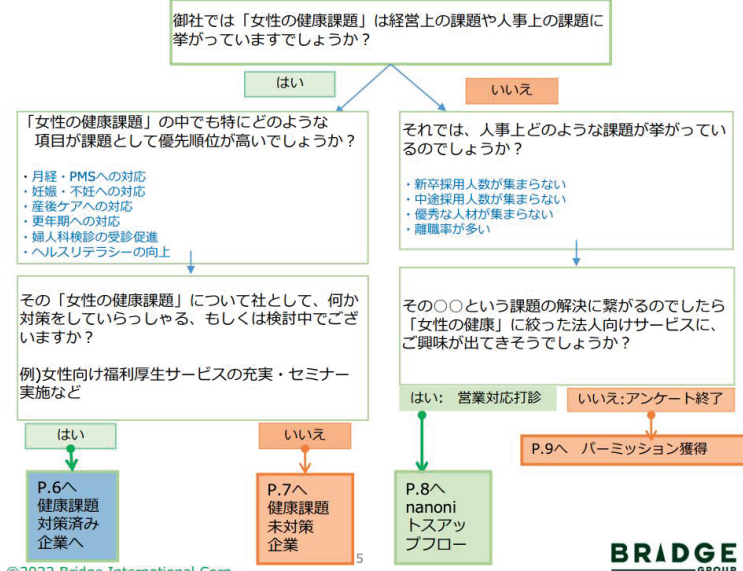 御社では「女性の健康課題」は経営上の課題や人事上の課題に
挙がっていますでしょうか？
はい
いいえ
「女性の健康課題」の中でも特にどのような
項目が課題として優先順位が高いでしょうか？
・月経・PMSへの対応
・妊娠・不妊への対応
・産後ケアへの対応
・更年期への対応
・婦人科検診の受診促進
・ヘルスリテラシーの向上
それでは、人事上どのような課題が挙がってい
るのでしょうか？
・新卒採用人数が集まらない
・中途採用人数が集まらない
・優秀な人材が集まらない
・離職率が多い
その「女性の健康課題」について社として、何か
対策をしていらっしゃる、もしくは検討中でござ
いますか？
例)女性向け福利厚生サービスの充実・セミナー
実施など
その○○という課題の解決に繋がるのでしたら
「女性の健康」に絞った法人向けサービスに、
ご興味が出てきそうでしょうか？
はい
いいえ
はい: 営業対応打診
いいえ:アンケート終了
P.6へ
健康課題
対策済み
企業へ
P.7へ
健康課題
未対策
企業
P.8へ
nanoni
トスアッ
プフロー
P.9へ パーミッション獲得
5
©2022 Bridge International Corp
BRIDGE
GROUP